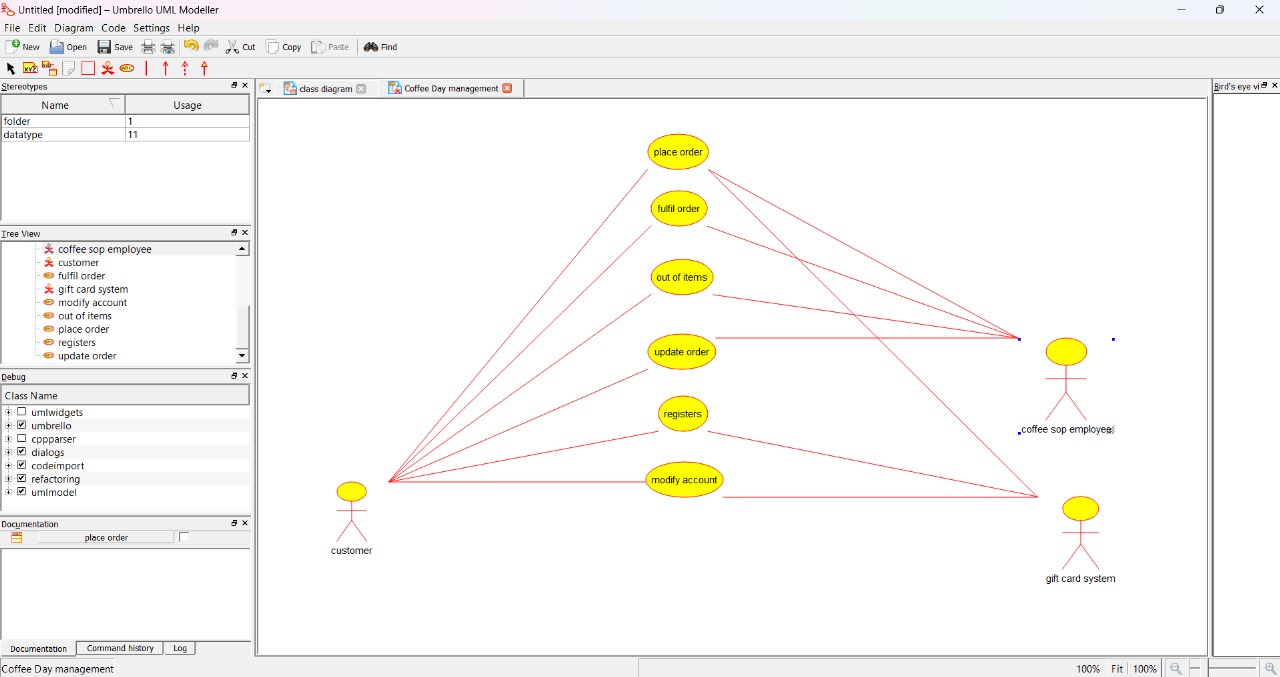 Untitled [modified] – Umbrello UML Modeller
File Edit Diagram Code Settings Help
New Open Save Cut Copy Paste Find
Stereotypes
Name Usage
folder 1
datatype 11
Tree View
coffee sop employee
customer
fulfil order
gift card system
modify account
out of items
place order
registers
update order
Debug
Class Name
umlwidgets
umbrello
cppparser
dialogs
codeimport
refactoring
umlmodel
Documentation
place order
Documentation Command history Log
Coffee Day management
class diagram Coffee Day management
place order
fulfil order
out of items
update order
registers
modify account
customer
coffee sop employee
gift card system
Bird's eye vi
100% Fit 100%